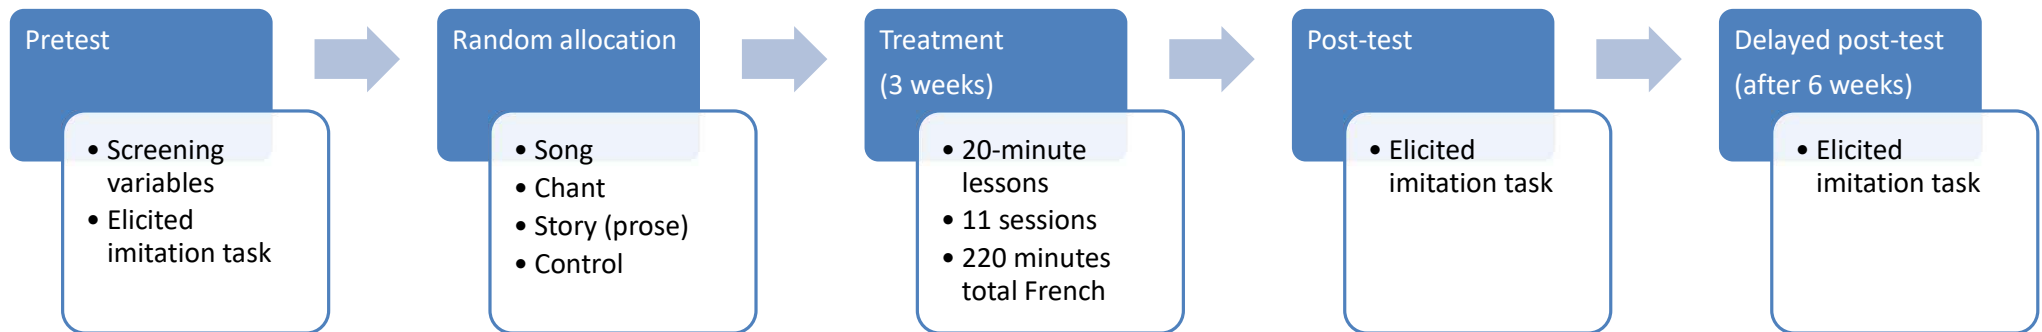 Pretest
• Screening
variables
• Elicited
imitation task
Random allocation
• Song
• Chant
• Story (prose)
• Control
Treatment
(3 weeks)
• 20-minute
lessons
• 11 sessions
• 220 minutes
total French
Post-test
• Elicited
imitation task
Delayed post-test
(after 6 weeks)
• Elicited
imitation task